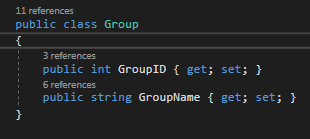 11 references
public class Group
{
3 references
public int GroupID { get; set; }
6 references
public string GroupName { get; set; }
}